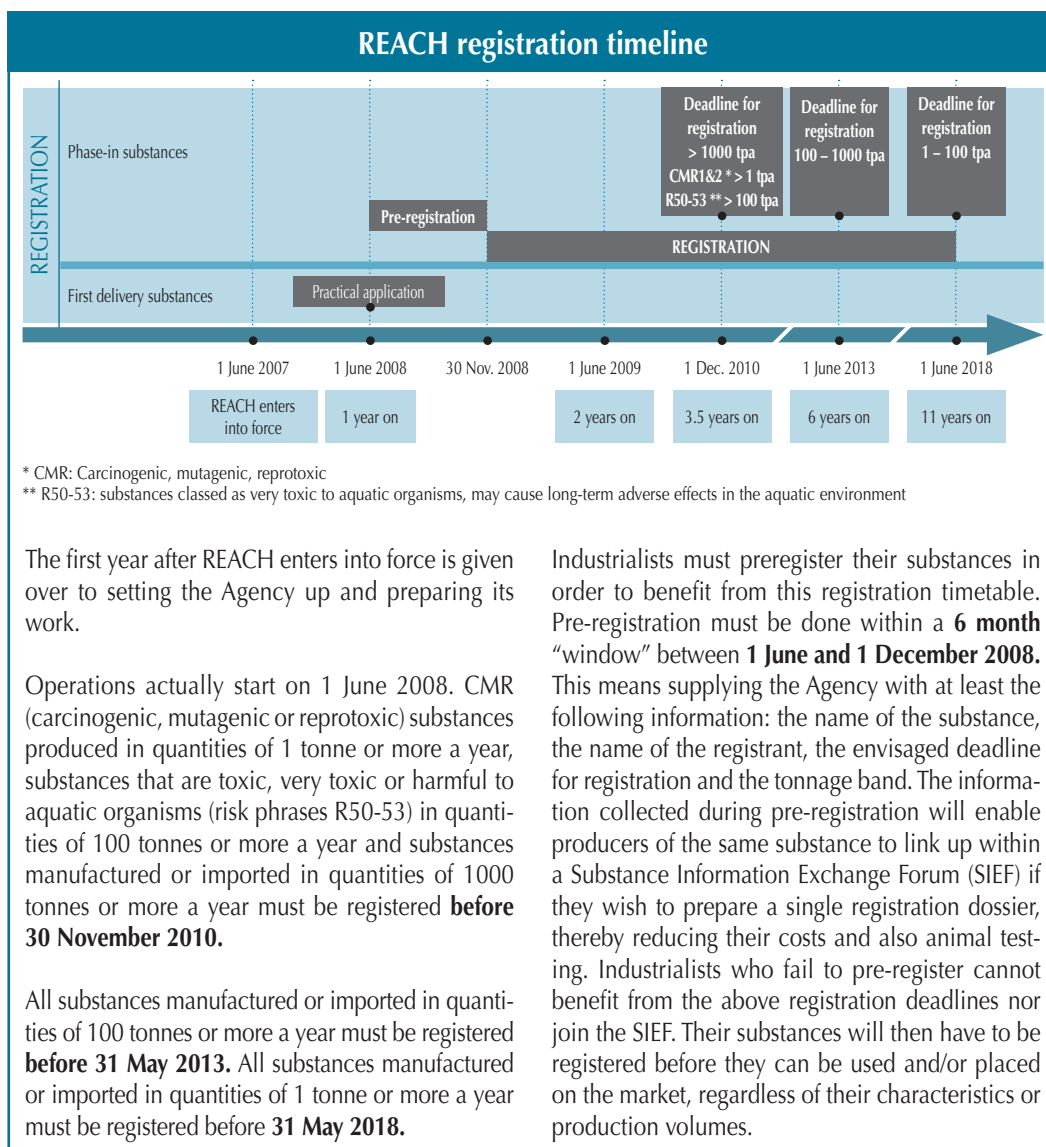 REACH registration timeline
REGISTRATION
Phase-in substances
Deadline for
registration
> 1000 tpa
CMR1&2 * > 1 tpa
R50-53 ** > 100 tpa
Deadline for
registration
100 – 1000 tpa
Deadline for
registration
1 – 100 tpa
Pre-registration
REGISTRATION
First delivery substances
Practical application
1 June 2007
1 June 2008
30 Nov. 2008
1 June 2009
1 Dec. 2010
1 June 2013
1 June 2018
REACH enters
into force
1 year on
2 years on
3.5 years on
6 years on
11 years on
* CMR: Carcinogenic, mutagenic, reprotoxic
** R50-53: substances classed as very toxic to aquatic organisms, may cause long-term adverse effects in the aquatic environment
The first year after REACH enters into force is given
over to setting the Agency up and preparing its
work.
Operations actually start on 1 June 2008. CMR
(carcinogenic, mutagenic or reprotoxic) substances
produced in quantities of 1 tonne or more a year,
substances that are toxic, very toxic or harmful to
aquatic organisms (risk phrases R50-53) in quanti-
ties of 100 tonnes or more a year and substances
manufactured or imported in quantities of 1000
tonnes or more a year must be registered before
30 November 2010.
All substances manufactured or imported in quanti-
ties of 100 tonnes or more a year must be registered
before 31 May 2013. All substances manufactured
or imported in quantities of 1 tonne or more a year
must be registered before 31 May 2018.
Industrialists must preregister their substances in
order to benefit from this registration timetable.
Pre-registration must be done within a 6 month
“window” between 1 June and 1 December 2008.
This means supplying the Agency with at least the
following information: the name of the substance,
the name of the registrant, the envisaged deadline
for registration and the tonnage band. The informa-
tion collected during pre-registration will enable
producers of the same substance to link up within
a Substance Information Exchange Forum (SIEF) if
they wish to prepare a single registration dossier,
thereby reducing their costs and also animal test-
ing. Industrialists who fail to pre-register cannot
benefit from the above registration deadlines nor
join the SIEF. Their substances will then have to be
registered before they can be used and/or placed
on the market, regardless of their characteristics or
production volumes.